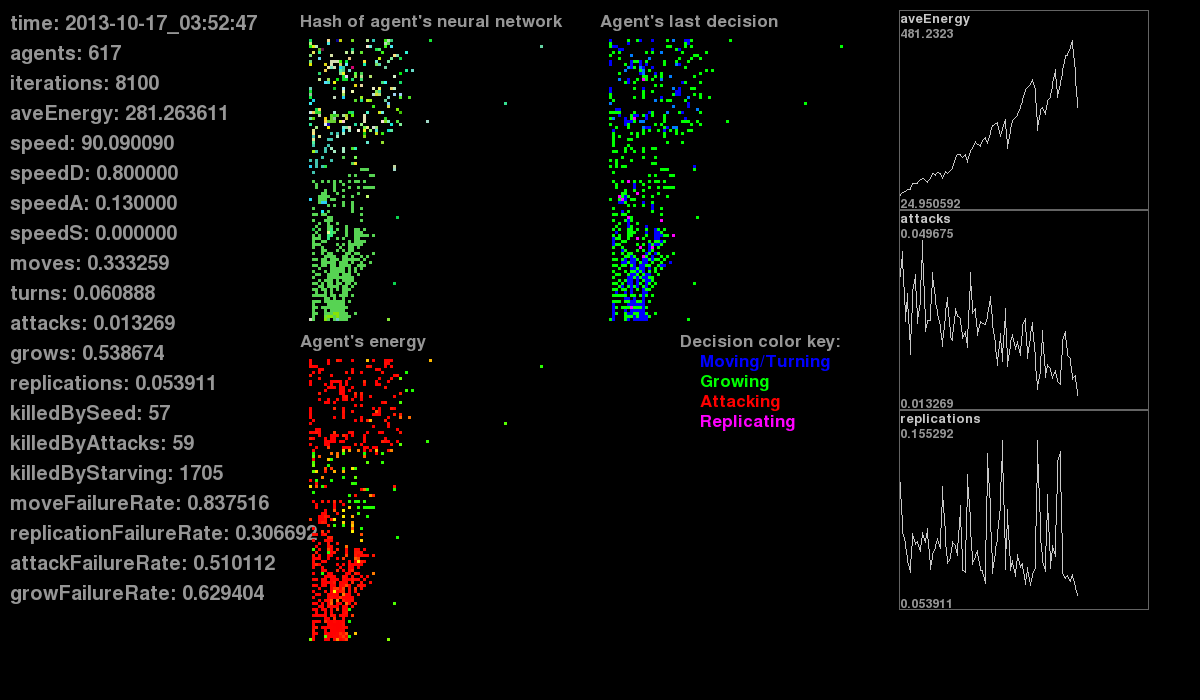 time: 2013-10-17_03:52:47
agents: 617
iterations: 8100
aveEnergy: 281.263611
speed: 90.090090
speedD: 0.800000
speedA: 0.130000
speedS: 0.000000
moves: 0.333259
turns: 0.060888
attacks: 0.013269
grows: 0.538674
replications: 0.053911
killedBySeed: 57
killedByAttacks: 59
killedByStarving: 1705
moveFailureRate: 0.837516
replicationFailureRate: 0.306692
attackFailureRate: 0.510112
growFailureRate: 0.629404
Hash of agent's neural network
Agent's last decision
Agent's energy
Decision color key:
Moving/Turning
Growing
Attacking
Replicating
aveEnergy
481.2323
24.950592
attacks
0.049675
0.013269
replications
0.155292
0.053911